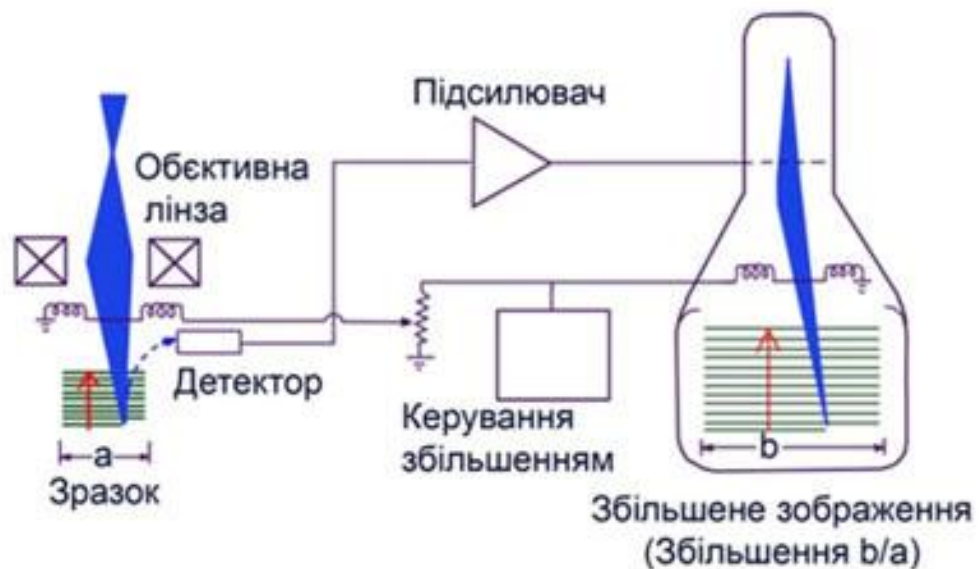 Підсилювач
Обєктивна
лінза
Детектор
a
Зразок
Керування
збільшенням
b
Збільшене зображення
(Збільшення b/a)